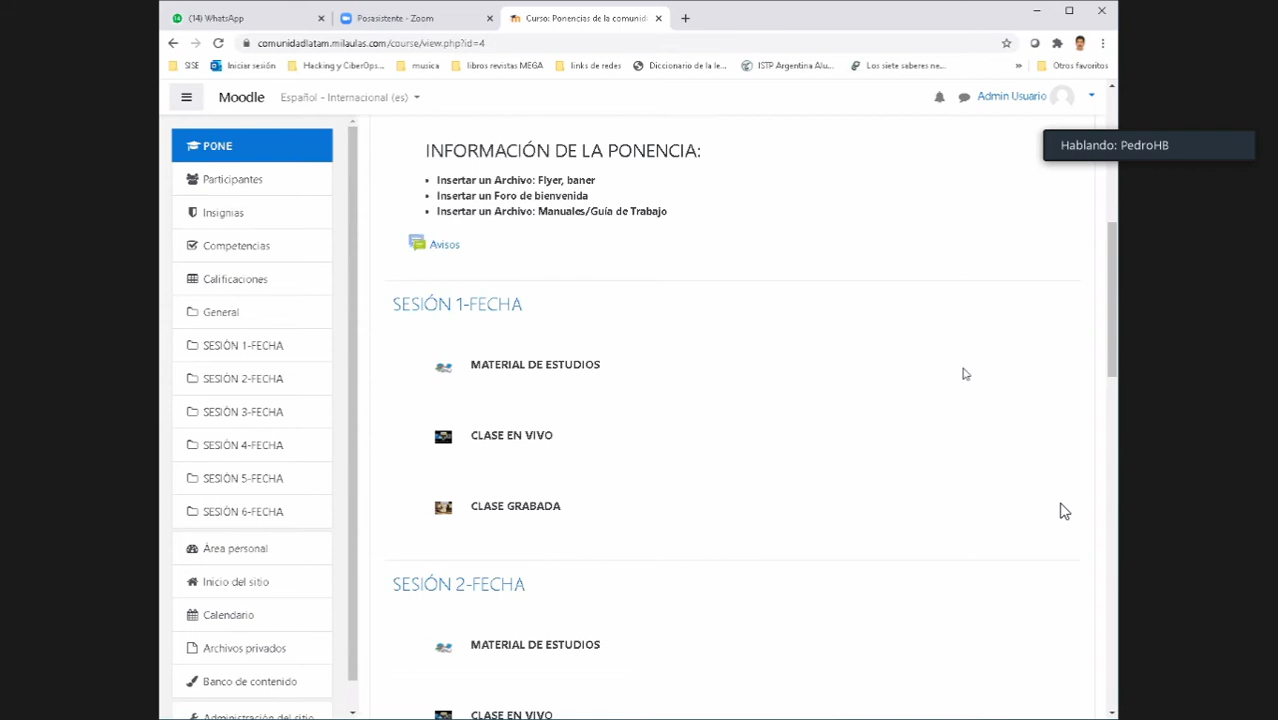 (14) WhatsApp
Posasistente - Zoom
Curso: Ponencias de la comunid
comunidadlatam.milaulas.com/course/view.php?id=4
SISE
Iniciar sesión
Hacking y CiberOps...
musica
libros revistas MEGA
links de redes
Diccionario de la le...
ISTP Argentina Alu...
Los siete saberes ne...
»
Otros favoritos
Moodle
Español - Internacional (es)
Admin Usuario
Hablando: PedroHB
PONE
Participantes
Insignias
Competencias
Calificaciones
General
SESIÓN 1-FECHA
SESIÓN 2-FECHA
SESIÓN 3-FECHA
SESIÓN 4-FECHA
SESIÓN 5-FECHA
SESIÓN 6-FECHA
Área personal
Inicio del sitio
Calendario
Archivos privados
Banco de contenido
Administración del sitio
INFORMACIÓN DE LA PONENCIA:
• Insertar un Archivo: Flyer, baner
• Insertar un Foro de bienvenida
• Insertar un Archivo: Manuales/Guía de Trabajo
Avisos
SESIÓN 1-FECHA
MATERIAL DE ESTUDIOS
CLASE EN VIVO
CLASE GRABADA
SESIÓN 2-FECHA
MATERIAL DE ESTUDIOS
CLASE EN VIVO